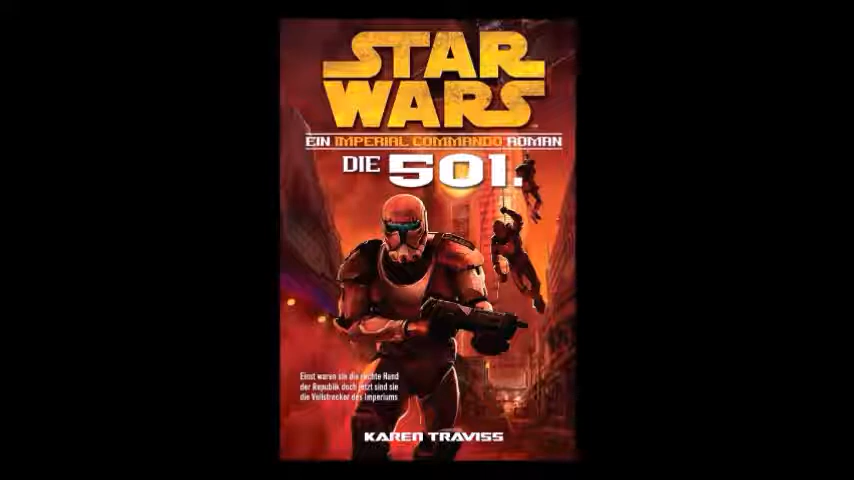 STAR
WARS
EIN IMPERIAL COMMANDO ROMAN
DIE 501.
Einst waren sie die rechte Hand
der Republik doch jetzt sind sie
die Vollstrecker des Imperiums
KAREN TRAVISS